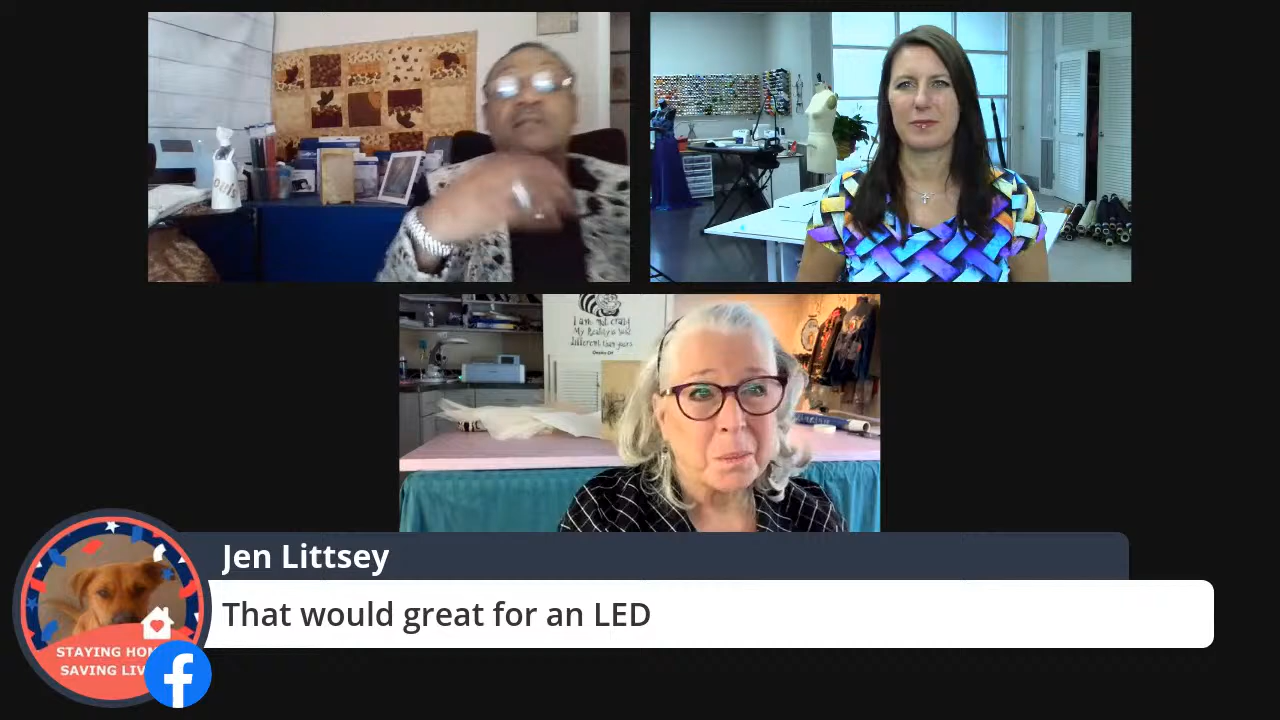 I am not crazy
My Reality is just
different than yours
Jen Littsey
That would great for an LED
STAYING HOM
SAVING LIV